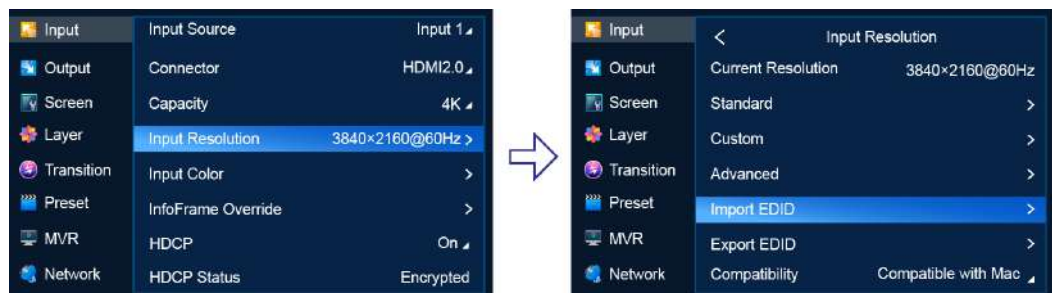 Input
Output
Screen
Layer
Transition
Preset
MVR
Network
Input Source Input 1
Connector HDMI2.0
Capacity 4K
Input Resolution 3840×2160@60Hz >
Input Color >
InfoFrame Override >
HDCP On
HDCP Status Encrypted
Input
Output
Screen
Layer
Transition
Preset
MVR
Network
< Input Resolution
Current Resolution 3840×2160@60Hz
Standard >
Custom >
Advanced >
Import EDID >
Export EDID >
Compatibility Compatible with Mac